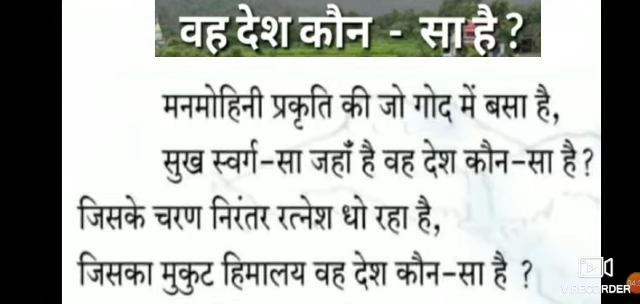 वह देश कौन - सा है ?
मनमोहिनी प्रकृति की जो गोद में बसा है,
सुख स्वर्ग-सा जहाँ है वह देश कौन-सा है?
जिसके चरण निरंतर रत्नेश धो रहा है,
जिसका मुकुट हिमालय वह देश कौन-सा है ?